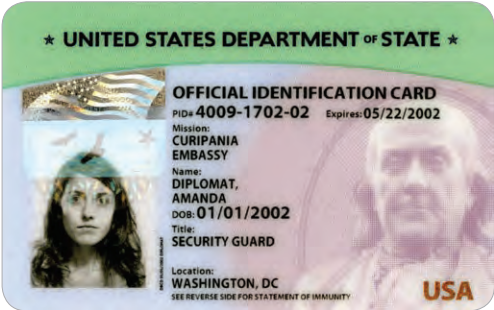 ★ UNITED STATES DEPARTMENT OF STATE ★
OFFICIAL IDENTIFICATION CARD
PID# 4009-1702-02 Expires: 05/22/2002
Mission:
CURIPANIA
EMBASSY
Name:
DIPLOMAT,
AMANDA
DOB: 01/01/2002
Title:
SECURITY GUARD
Location:
WASHINGTON, DC
SEE REVERSE SIDE FOR STATEMENT OF IMMUNITY
USA